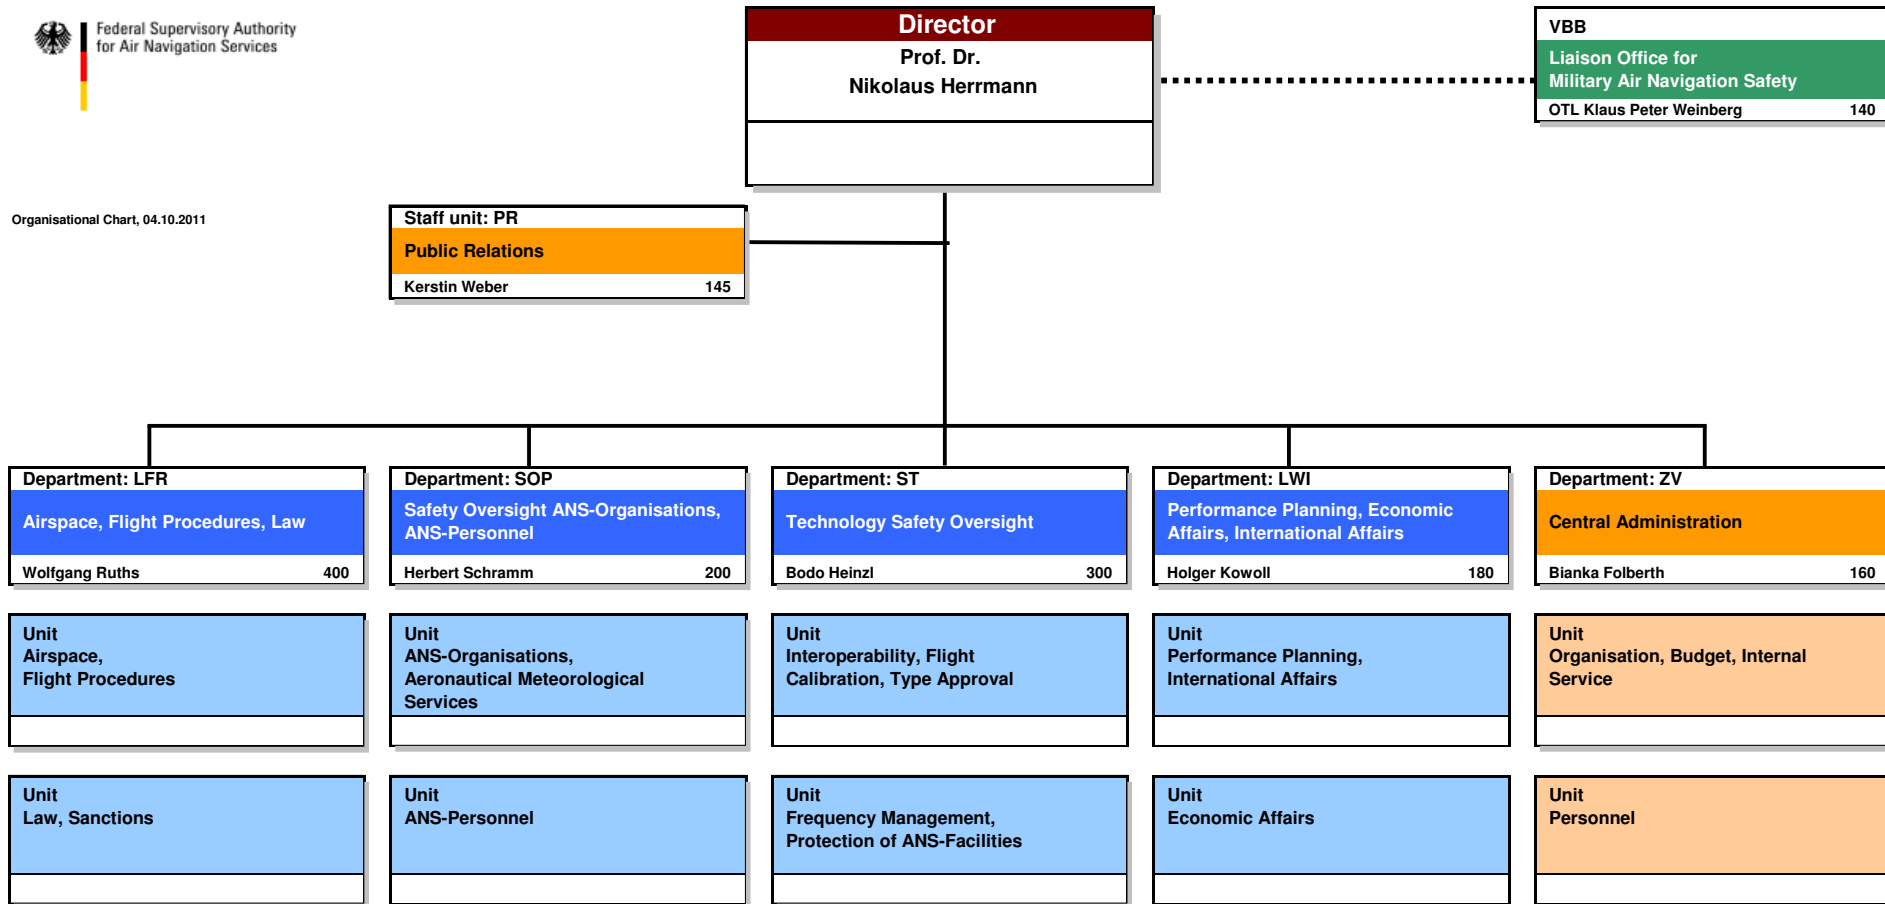 Federal Supervisory Authority
for Air Navigation Services
Director
Prof. Dr.
Nikolaus Herrmann
VBB
Liaison Office for
Military Air Navigation Safety
OTL Klaus Peter Weinberg 140
Organisational Chart, 04.10.2011
Staff unit: PR
Public Relations
Kerstin Weber 145
Department: LFR
Airspace, Flight Procedures, Law
Wolfgang Ruths 400
Department: SOP
Safety Oversight ANS-Organisations,
ANS-Personnel
Herbert Schramm 200
Department: ST
Technology Safety Oversight
Bodo Heinzl 300
Department: LWI
Performance Planning, Economic
Affairs, International Affairs
Holger Kowoll 180
Department: ZV
Central Administration
Bianka Folberth 160
Unit
Airspace,
Flight Procedures
Unit
ANS-Organisations,
Aeronautical Meteorological
Services
Unit
Interoperability, Flight
Calibration, Type Approval
Unit
Performance Planning,
International Affairs
Unit
Organisation, Budget, Internal
Service
Unit
Law, Sanctions
Unit
ANS-Personnel
Unit
Frequency Management,
Protection of ANS-Facilities
Unit
Economic Affairs
Unit
Personnel